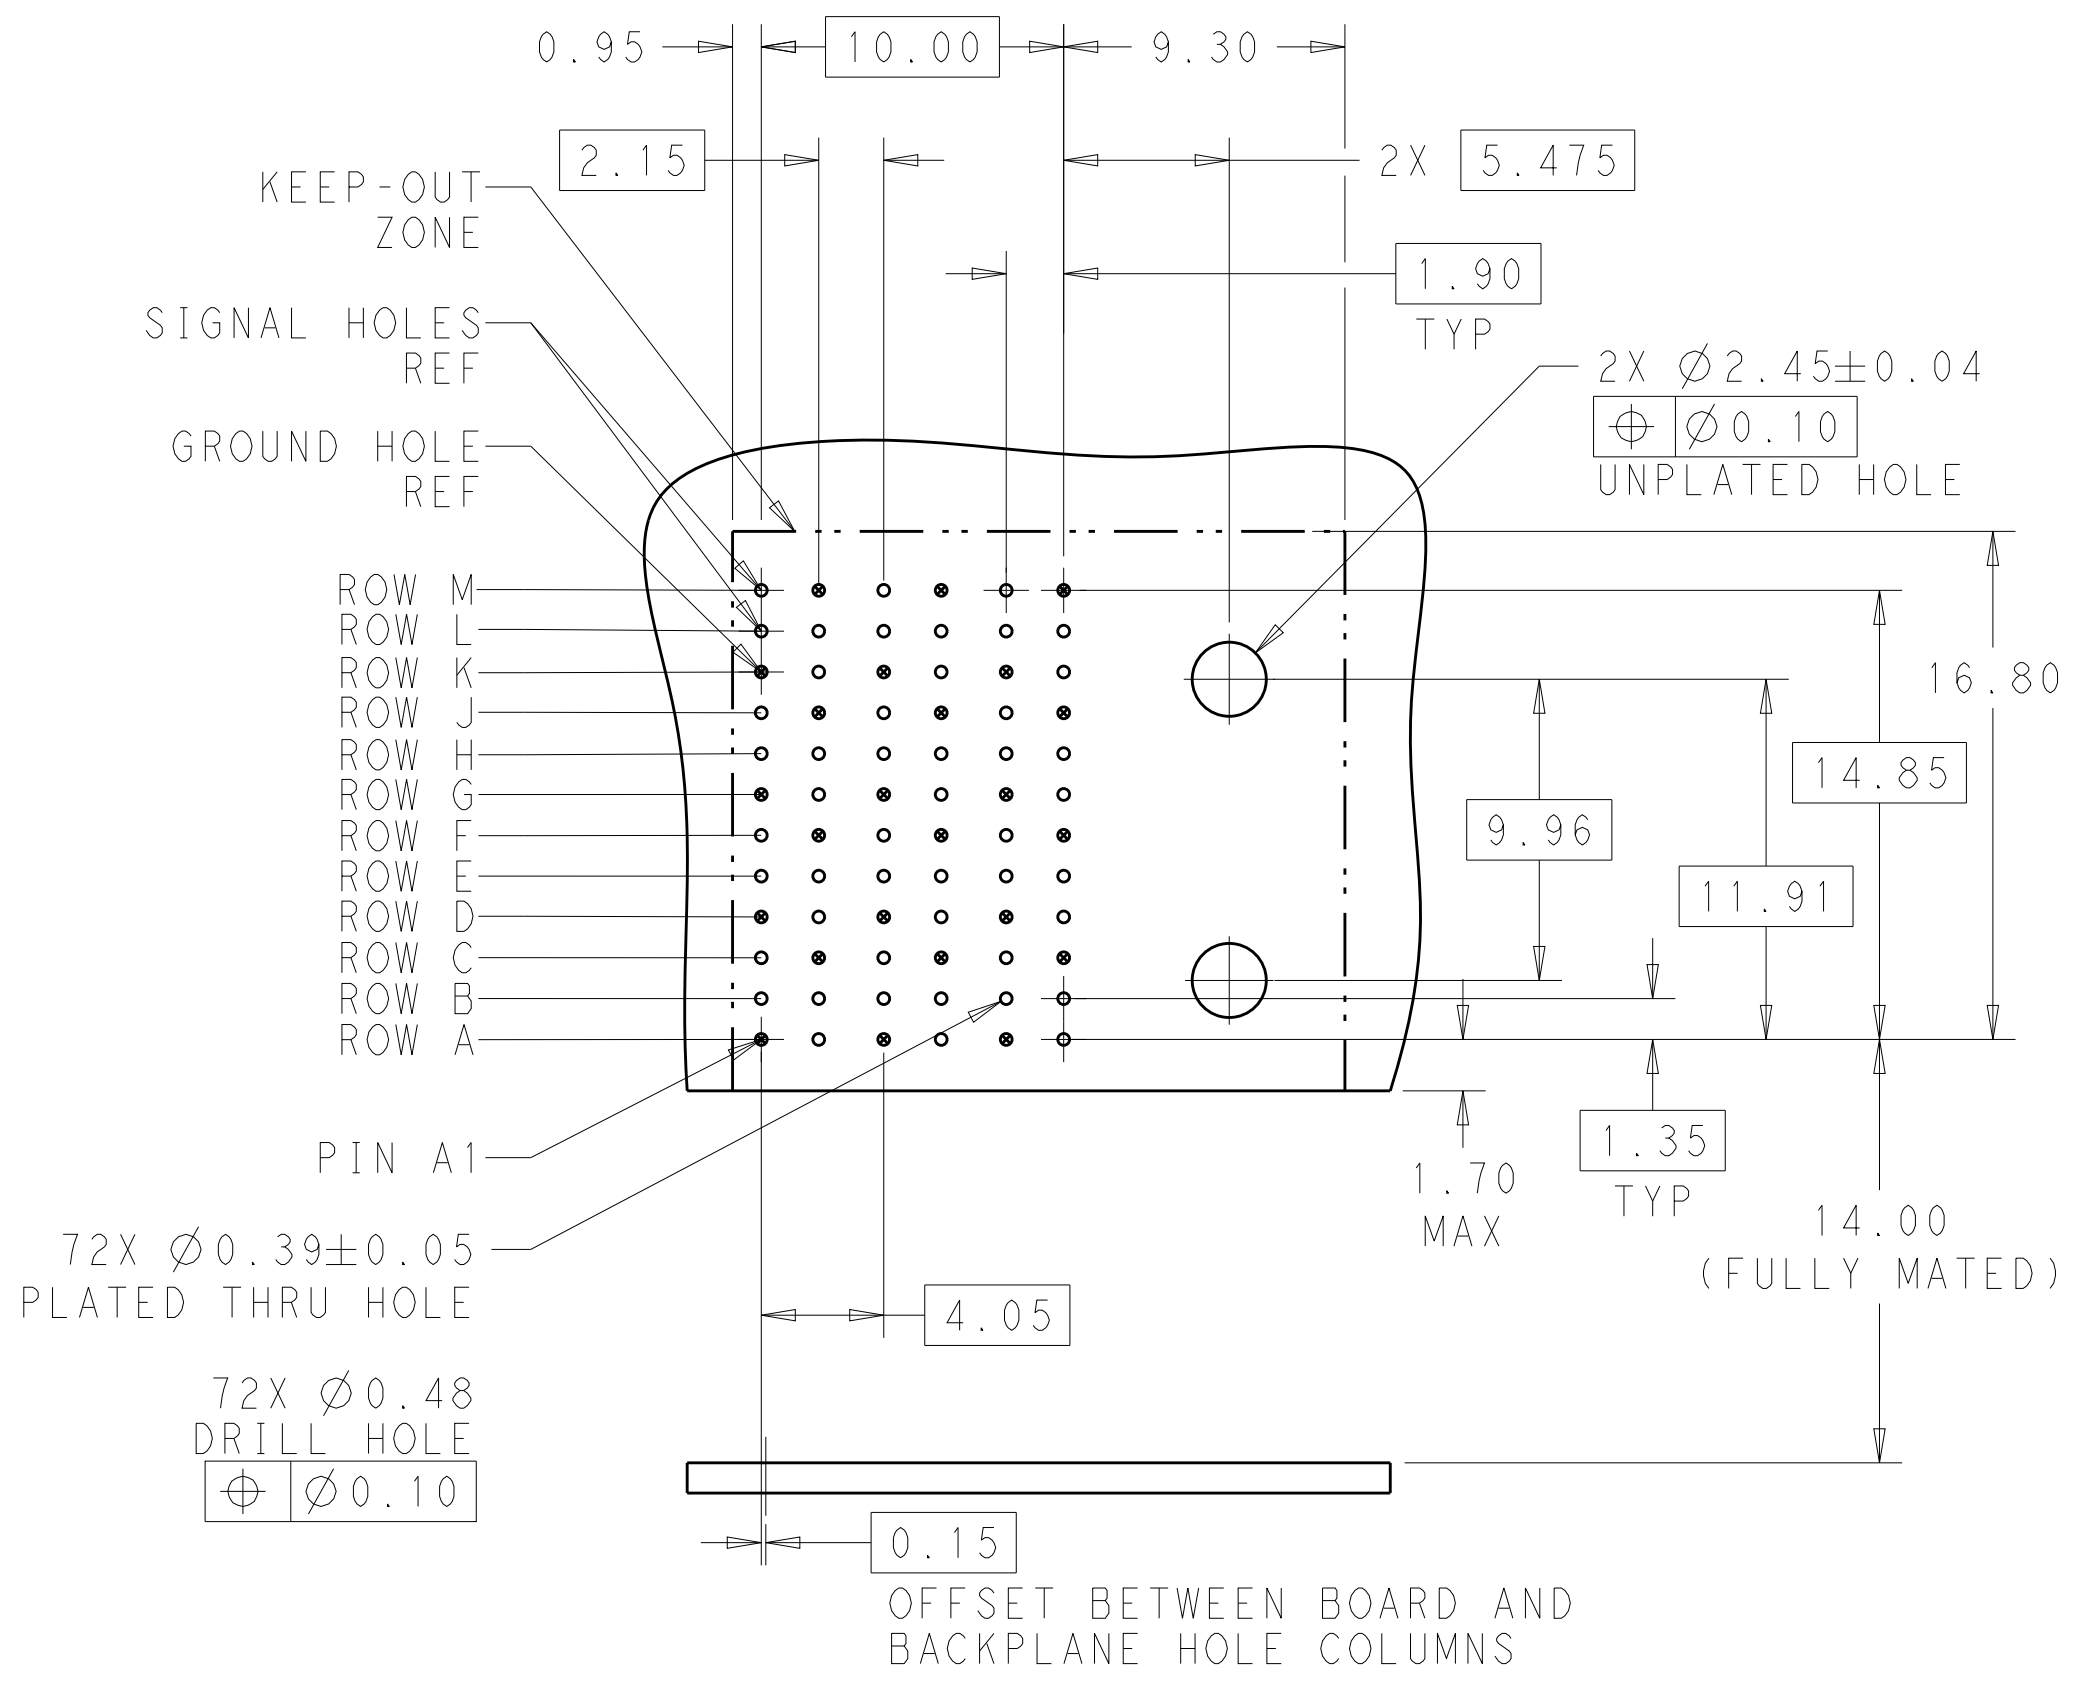 0.95
10.00
9.30
2.15
2X 5.475
KEEP-OUT
ZONE
1.90
TYP
SIGNAL HOLES
REF
2X ⌀2.45±0.04
⌖ ⌀0.10
UNPLATED HOLE
GROUND HOLE
REF
ROW M
ROW L
ROW K
ROW J
ROW H
ROW G
ROW F
ROW E
ROW D
ROW C
ROW B
ROW A
16.80
14.85
9.96
11.91
1.35
TYP
1.70
MAX
14.00
(FULLY MATED)
PIN A1
72X ⌀0.39±0.05
PLATED THRU HOLE
4.05
72X ⌀0.48
DRILL HOLE
⌖ ⌀0.10
0.15
OFFSET BETWEEN BOARD AND
BACKPLANE HOLE COLUMNS